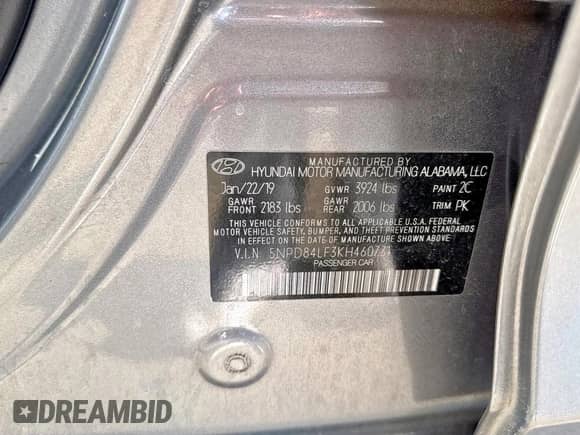 MANUFACTURED BY
HYUNDAI MOTOR MANUFACTURING ALABAMA, LLC
Jan/22/19 GVWR 3924 lbs PAINT 2C
GAWR FRONT 2183 lbs GAWR REAR 2006 lbs TRIM PK
THIS VEHICLE CONFORMS TO ALL APPLICABLE U.S.A. FEDERAL
MOTOR VEHICLE SAFETY, BUMPER, AND THEFT PREVENTION STANDARDS
IN EFFECT ON THE DATE OF MANUFACTURE SHOWN ABOVE.
V.I.N 5NPD84LF3KH460731
PASSENGER CAR
DREAMBID